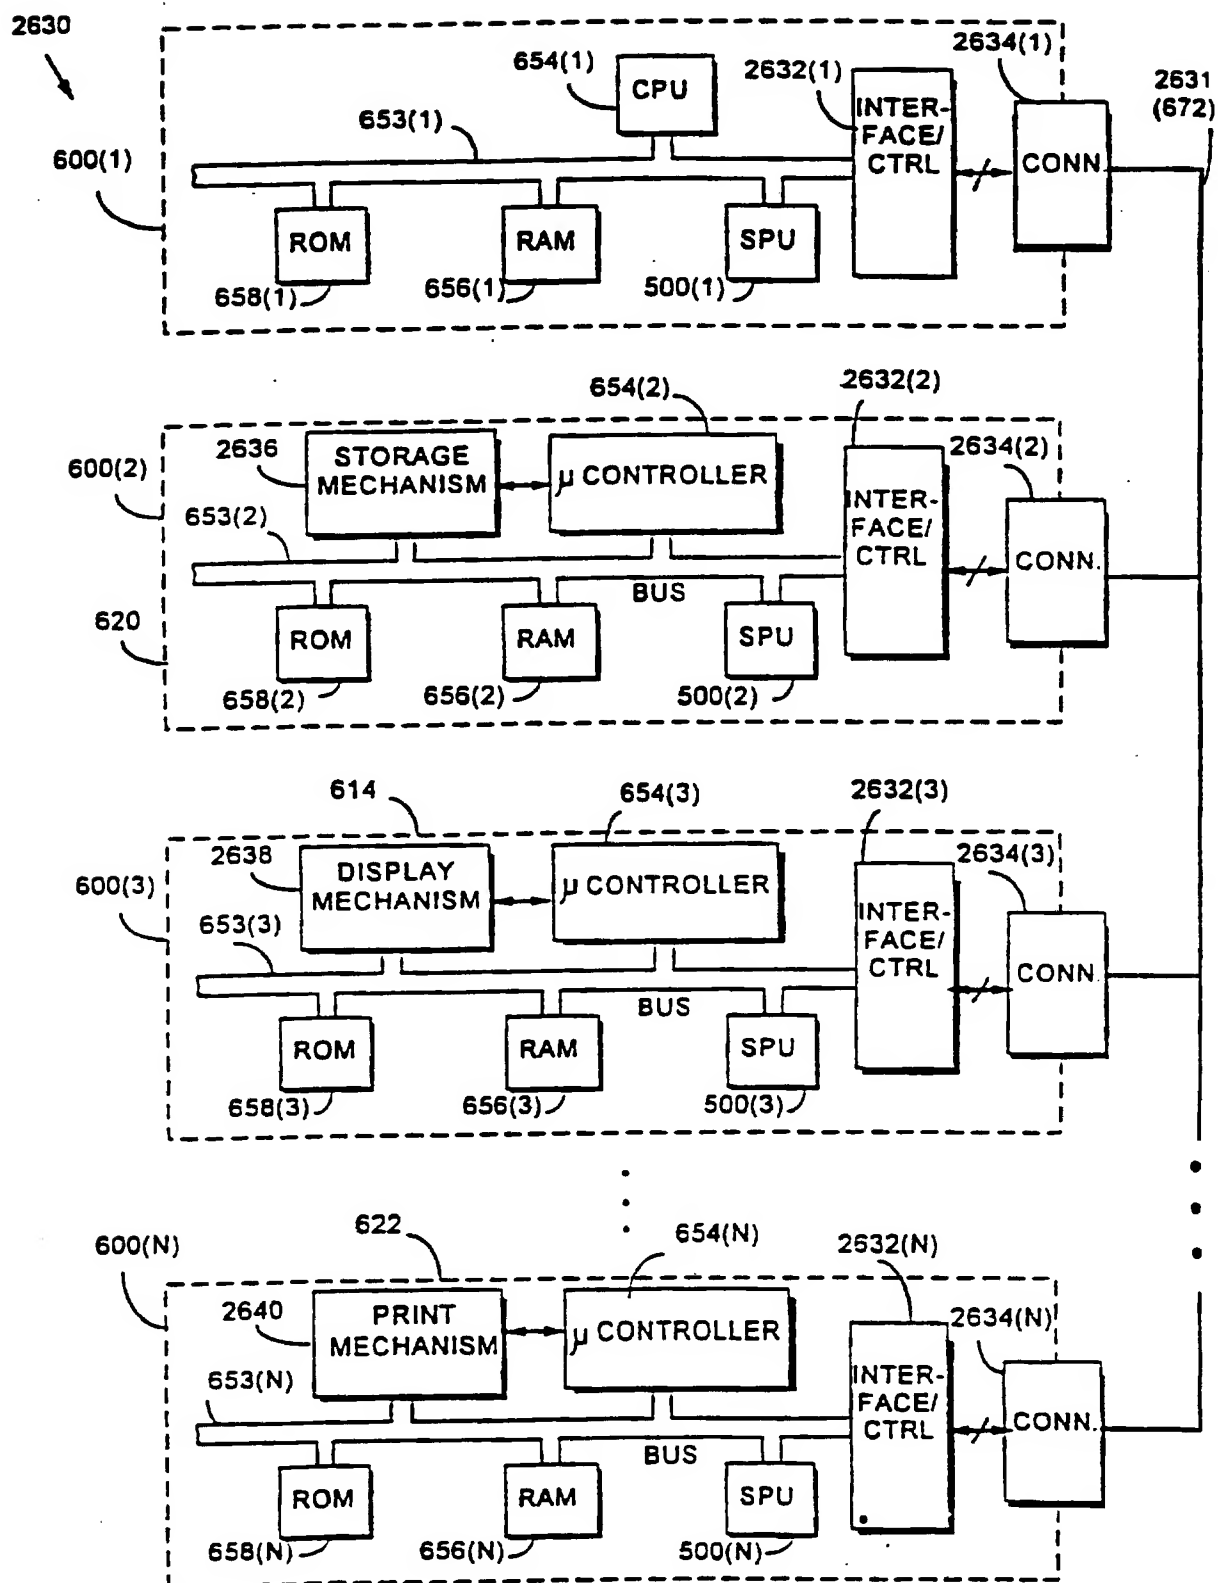 2630
2634(1)
654(1)
2632(1)
2631
(672)
CPU
INTER-
FACE/
CTRL
653(1)
600(1)
CONN.
ROM
RAM
SPU
658(1)
656(1)
500(1)
654(2)
2632(2)
2634(2)
600(2)
2636
STORAGE
MECHANISM
µ CONTROLLER
INTER-
FACE/
CTRL
653(2)
CONN.
BUS
620
ROM
RAM
SPU
658(2)
656(2)
500(2)
614
654(3)
2632(3)
2634(3)
2638
600(3)
DISPLAY
MECHANISM
µ CONTROLLER
INTER-
FACE/
CTRL
653(3)
CONN.
BUS
ROM
RAM
SPU
658(3)
656(3)
500(3)
622
654(N)
2632(N)
600(N)
2640
2634(N)
PRINT
MECHANISM
µ CONTROLLER
INTER-
FACE/
CTRL
653(N)
CONN.
BUS
ROM
RAM
SPU
658(N)
656(N)
500(N)